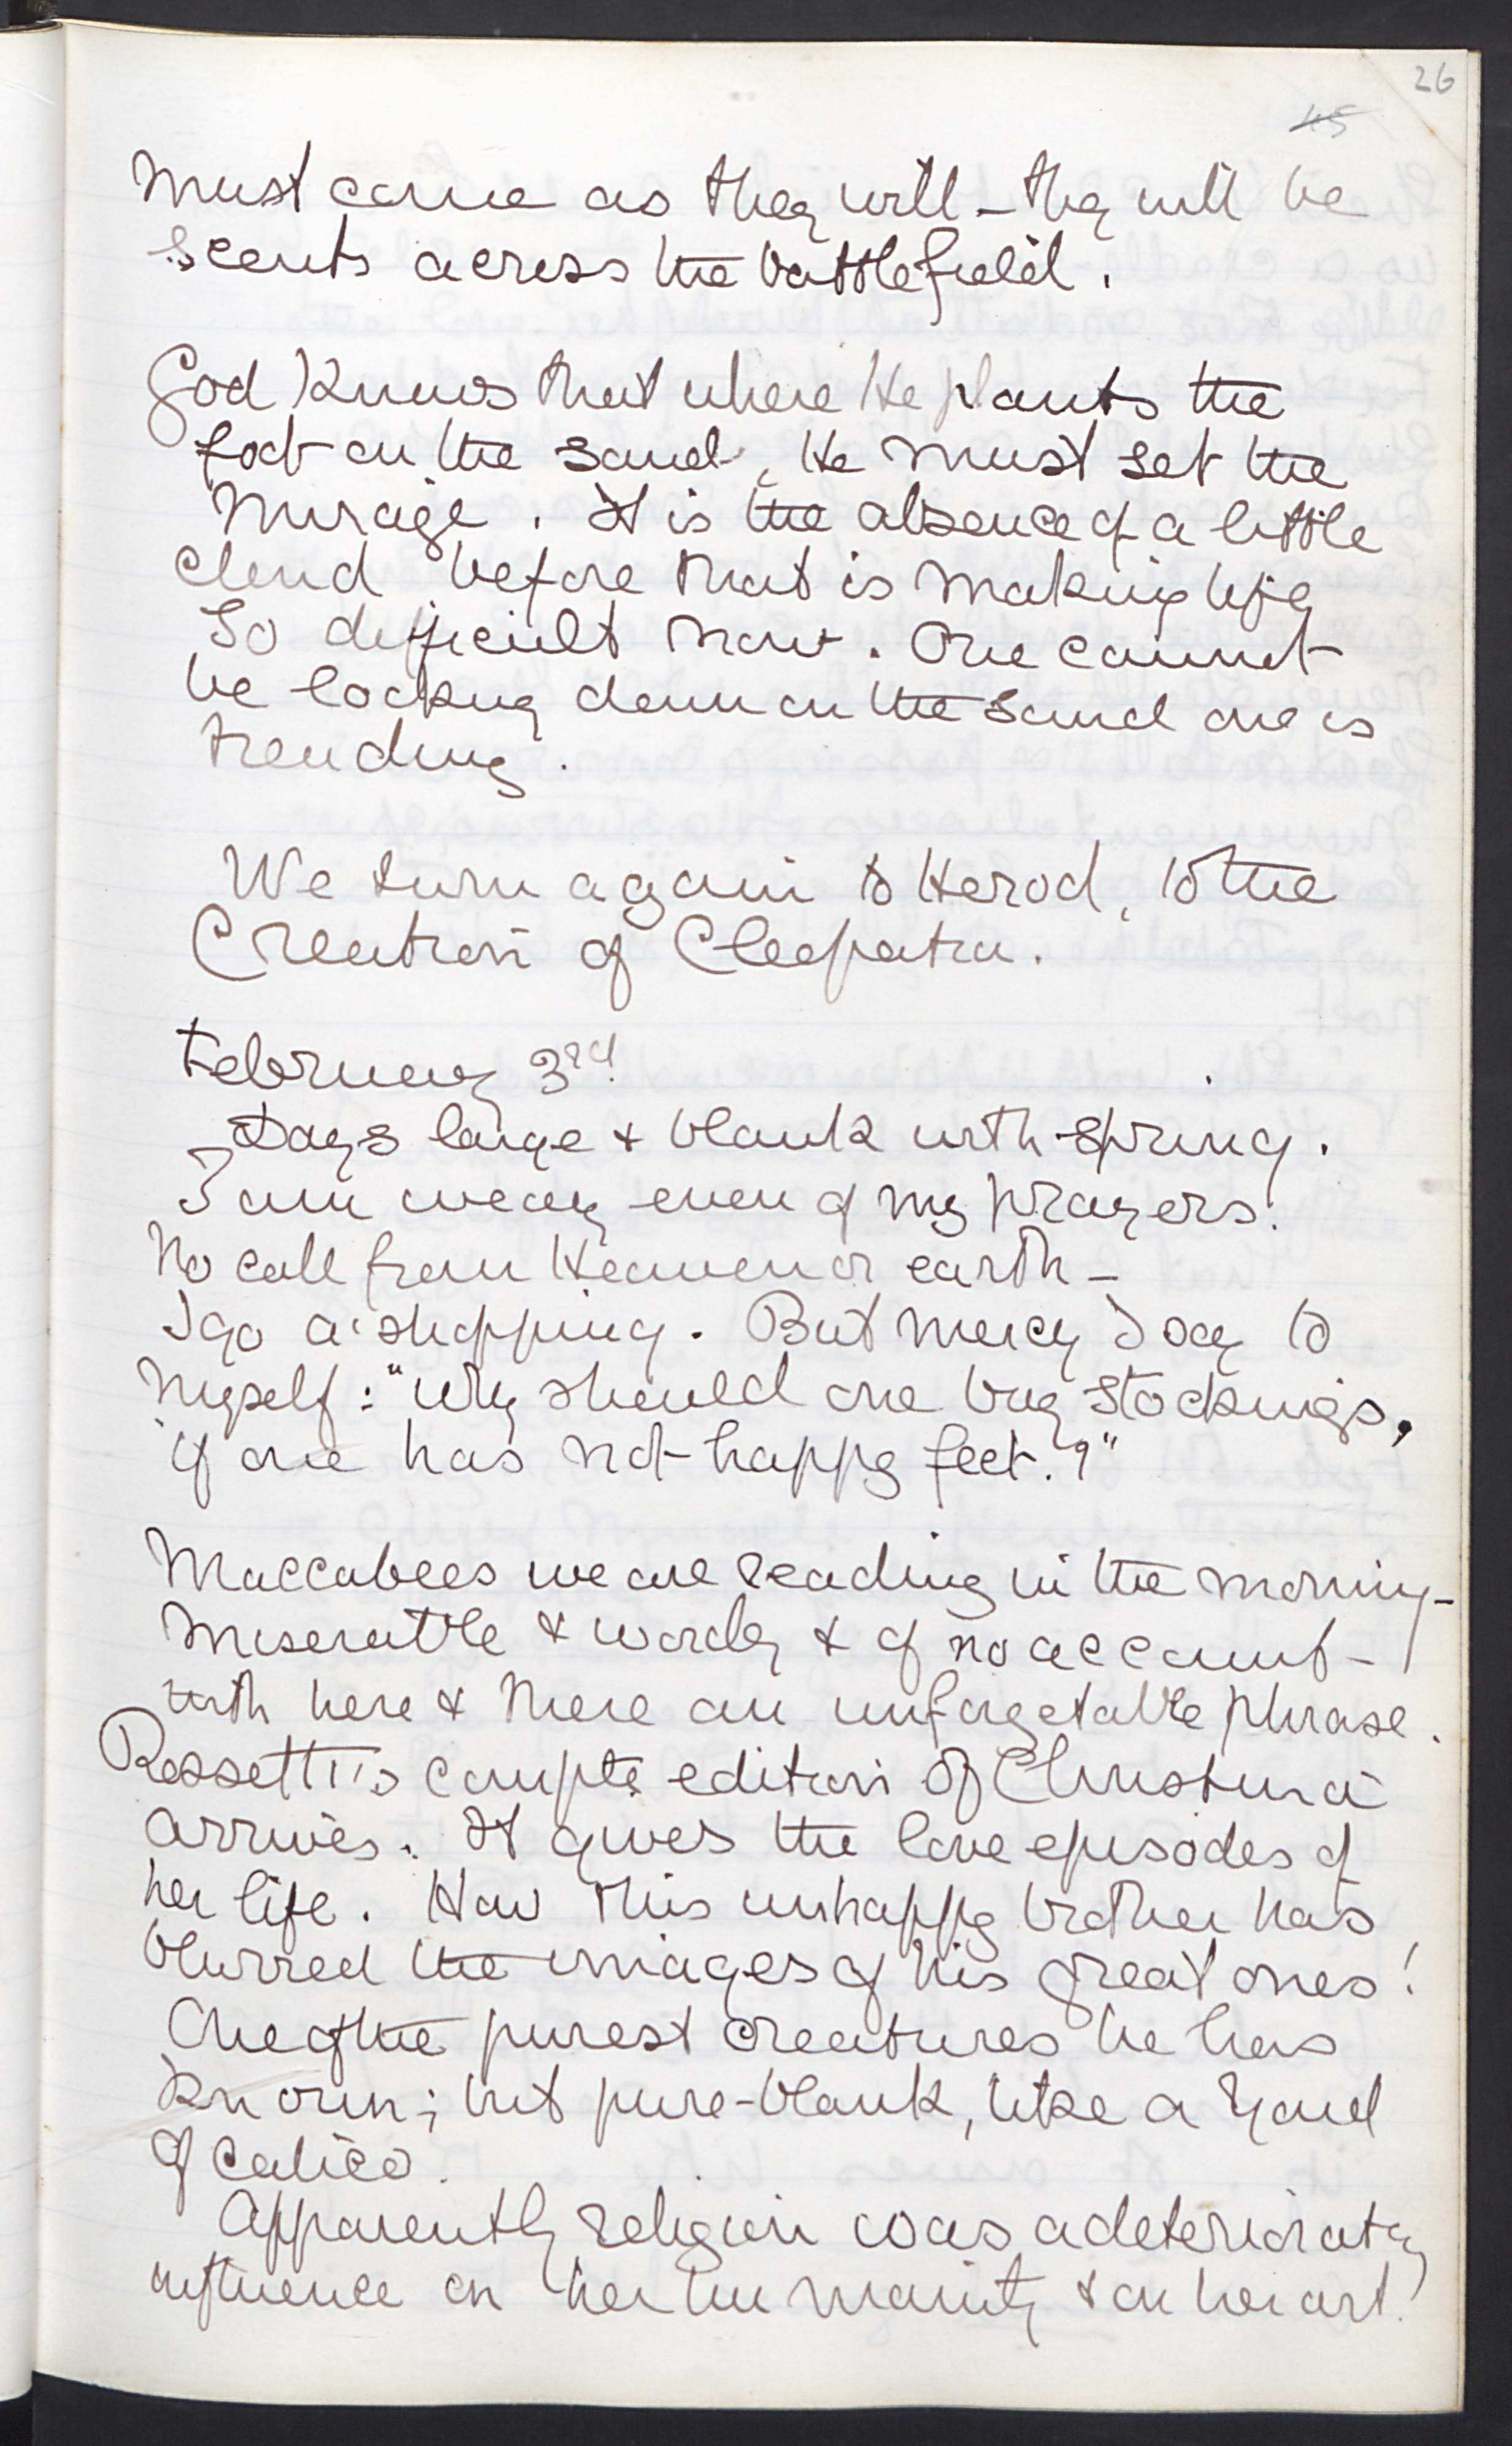 26
45
must come as they will - they will be
scents across the battlefield.
God knows that where He plants the
foot on the sand, He must set the
mirage. It is the absence of a little
cloud before that is making life
so difficult now. One cannot
be looking down on the sand one is
treading.
We turn again to Herod, to the
Creation of Cleopatra.
February 3rd.
Days large & blank with spring.
I am weary even of my prayers.
No call from Heaven or earth -
I go a'shopping. But mercy I say to
myself: "Why should one buy stockings,
if one has not happy feet.?"
Maccabees we are reading in the morning -
Miserable & wordy & of no account -
with here & there an unforgetable phrase.
Rossetti's compte edition of Christina
arrives. It gives the love episodes of
her life. How this unhappy brother has
blurred the images of his great ones!
One of the purest creatures he has
known; but pure-blank, like a yard
of calico.
Apparently religion was a deterioratg
influence on her humanity & on her art!